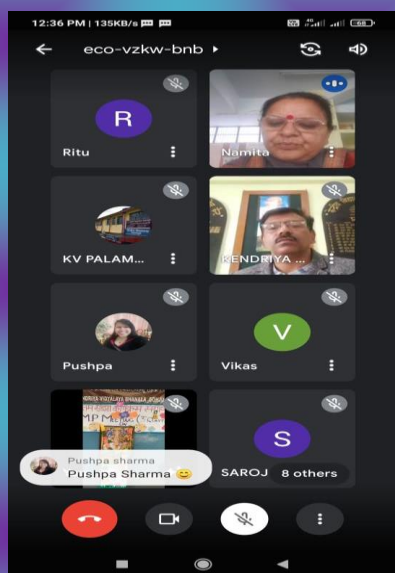 12:36 PM | 135KB/s
68
eco-vzkw-bnb
R
Ritu
Namita
KV PALAM...
KENDRIYA ...
Pushpa
V
Vikas
Pushpa sharma
Pushpa Sharma 😊
S
SAROJ
8 others